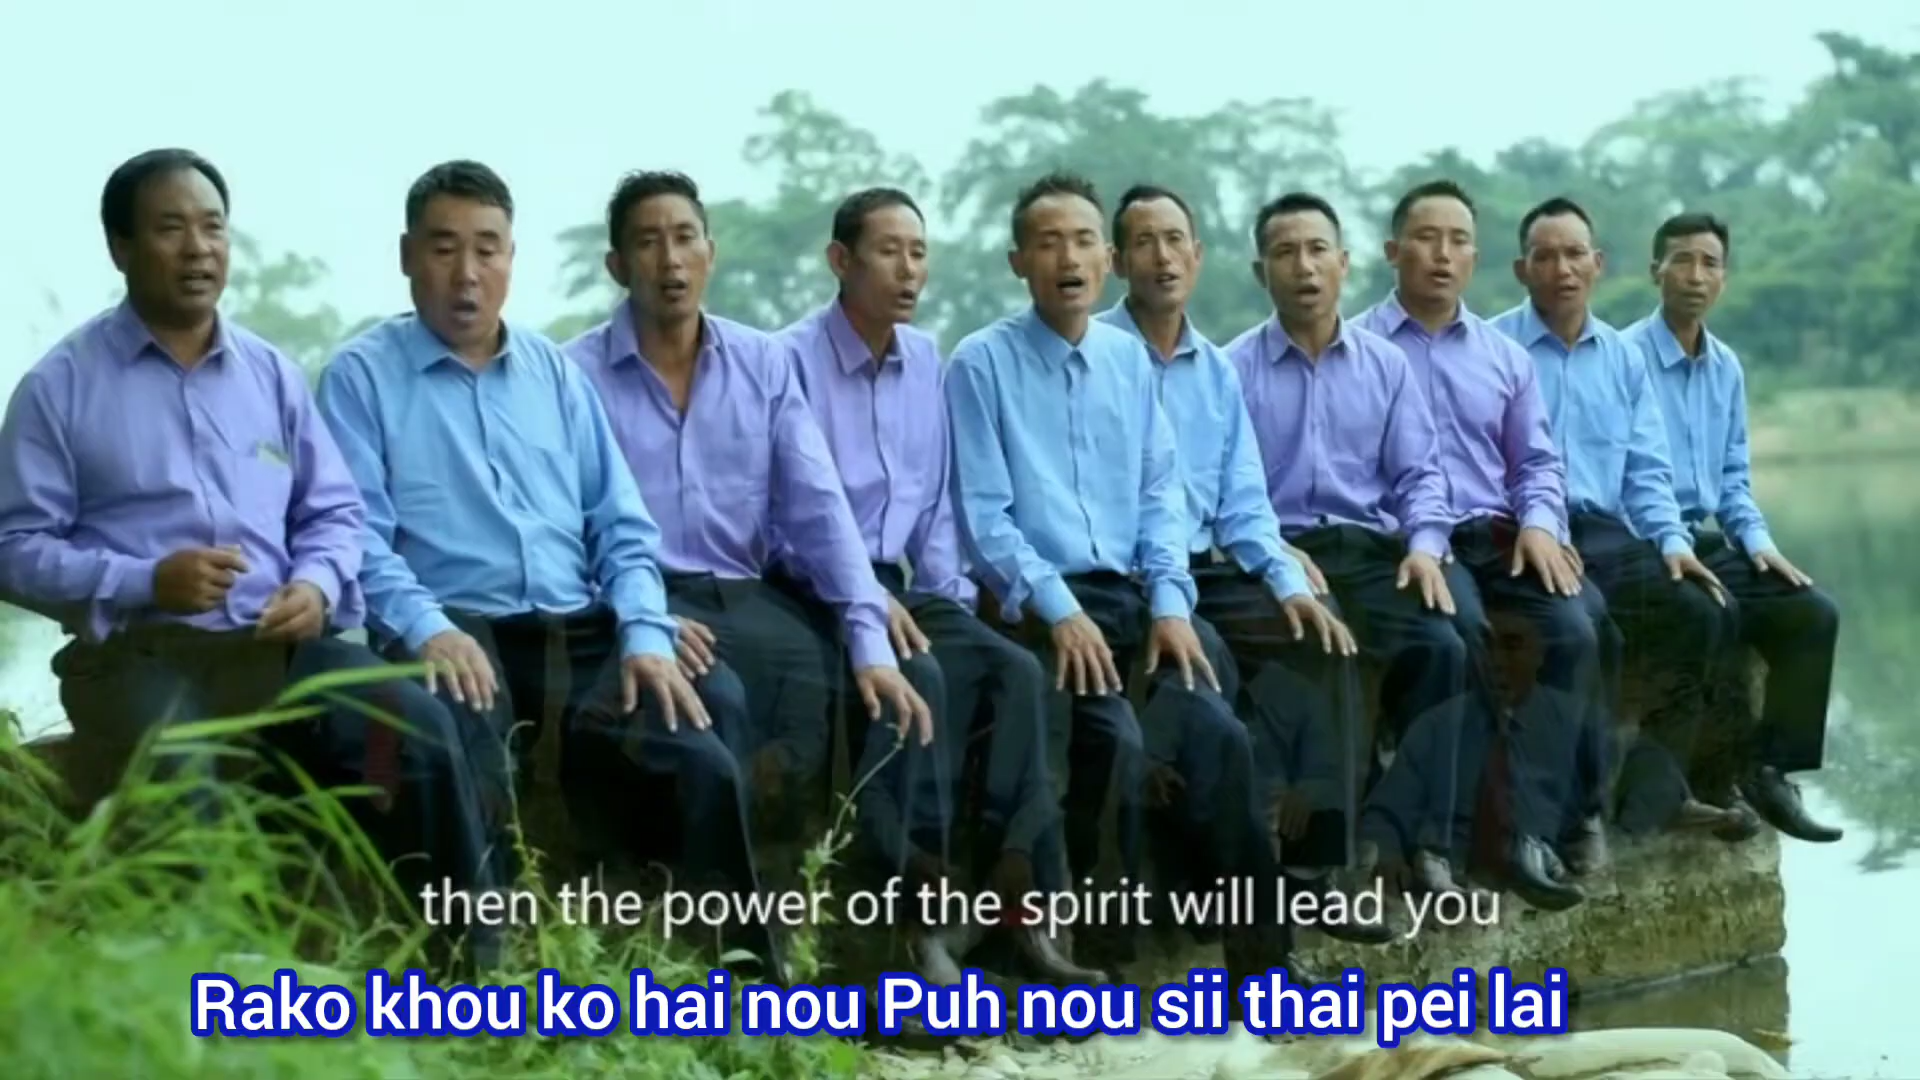 then the power of the spirit will lead you
Rako khou ko hai nou Puh nou sii thai pei lai